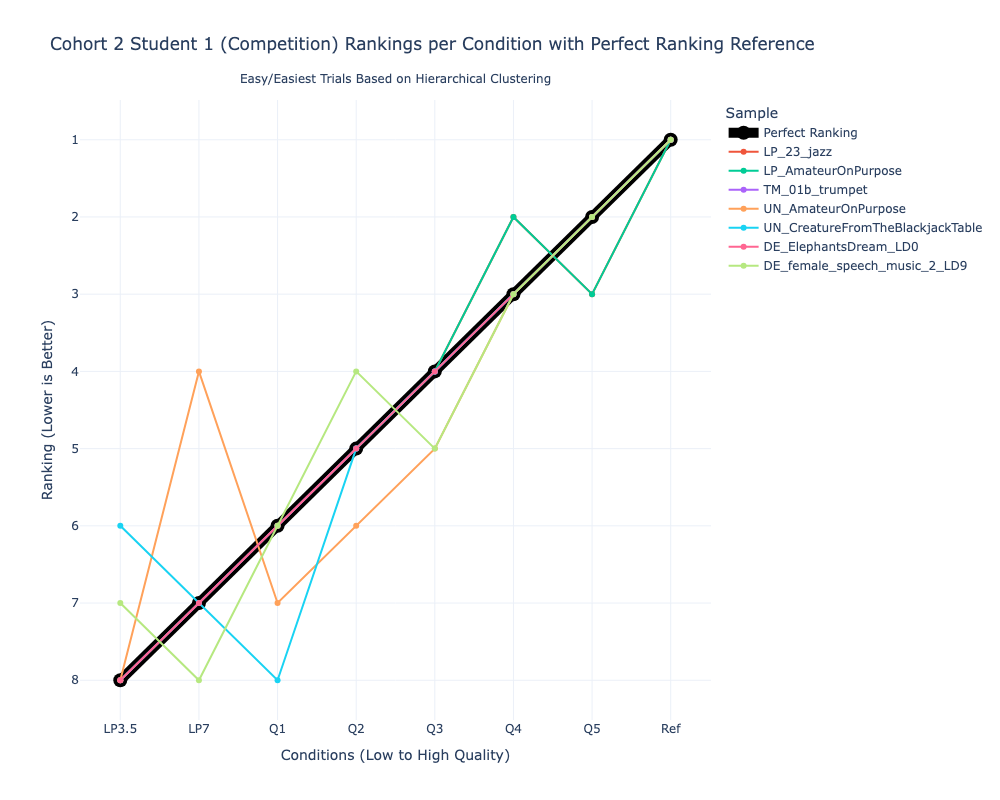 Cohort 2 Student 1 (Competition) Rankings per Condition with Perfect Ranking Reference
Easy/Easiest Trials Based on Hierarchical Clustering
Sample
Perfect Ranking
LP_23_jazz
LP_AmateurOnPurpose
TM_01b_trumpet
UN_AmateurOnPurpose
UN_CreatureFromTheBlackjackTable
DE_ElephantsDream_LD0
DE_female_speech_music_2_LD9
Ranking (Lower is Better)
1
2
3
4
5
6
7
8
LP3.5 LP7 Q1 Q2 Q3 Q4 Q5 Ref
Conditions (Low to High Quality)